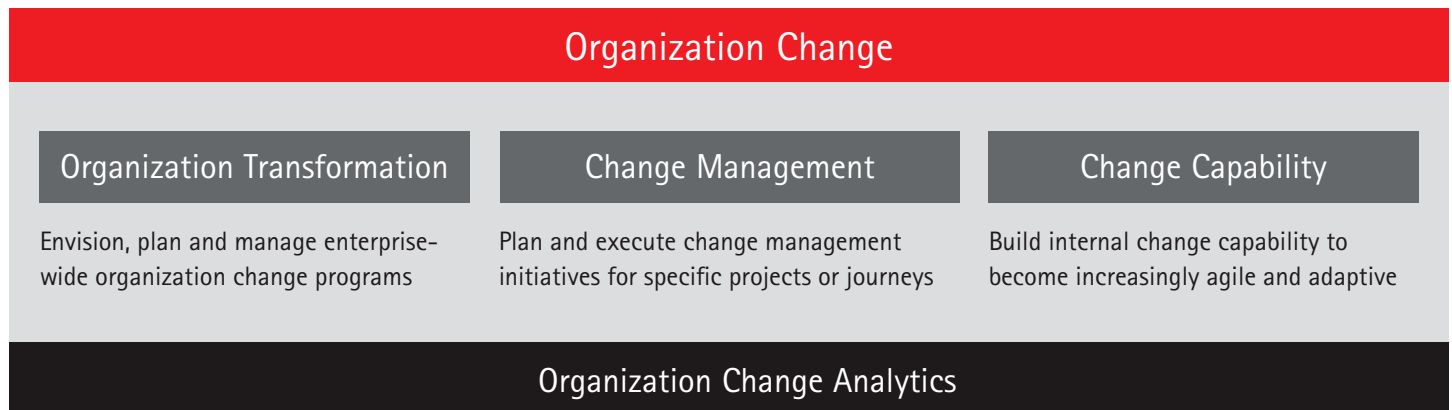 Organization Change
Organization Transformation
Envision, plan and manage enterprise-
wide organization change programs
Change Management
Plan and execute change management
initiatives for specific projects or journeys
Change Capability
Build internal change capability to
become increasingly agile and adaptive
Organization Change Analytics